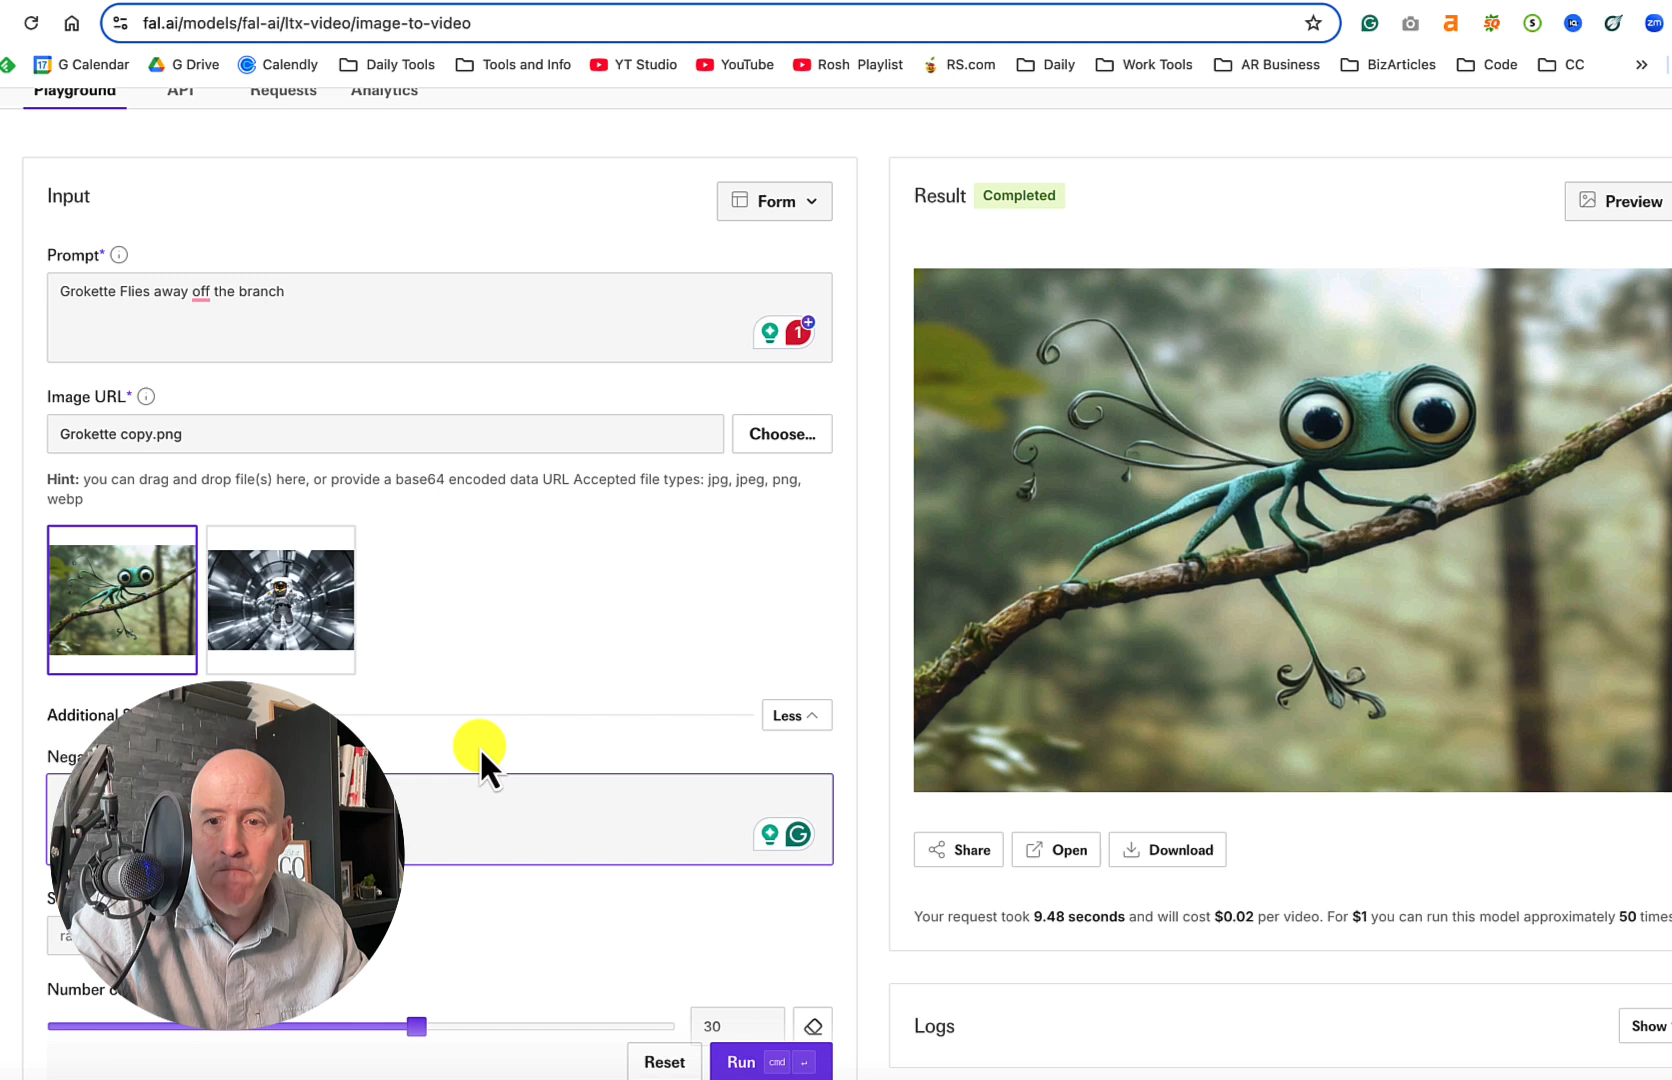 fal.ai/models/fal-ai/ltx-video/image-to-video
G Calendar G Drive Calendly Daily Tools Tools and Info YT Studio YouTube Rosh Playlist RS.com Daily Work Tools AR Business BizArticles Code CC
Playground API Requests Analytics
Input
Form
Prompt*
Grokette Flies away off the branch
1
Image URL*
Grokette copy.png
Choose...
Hint: you can drag and drop file(s) here, or provide a base64 encoded data URL Accepted file types: jpg, jpeg, png,
webp
Additional
Less
Number
30
Reset
Run cmd
Result Completed
Preview
Share Open Download
Your request took 9.48 seconds and will cost $0.02 per video. For $1 you can run this model approximately 50 times
Logs
Show